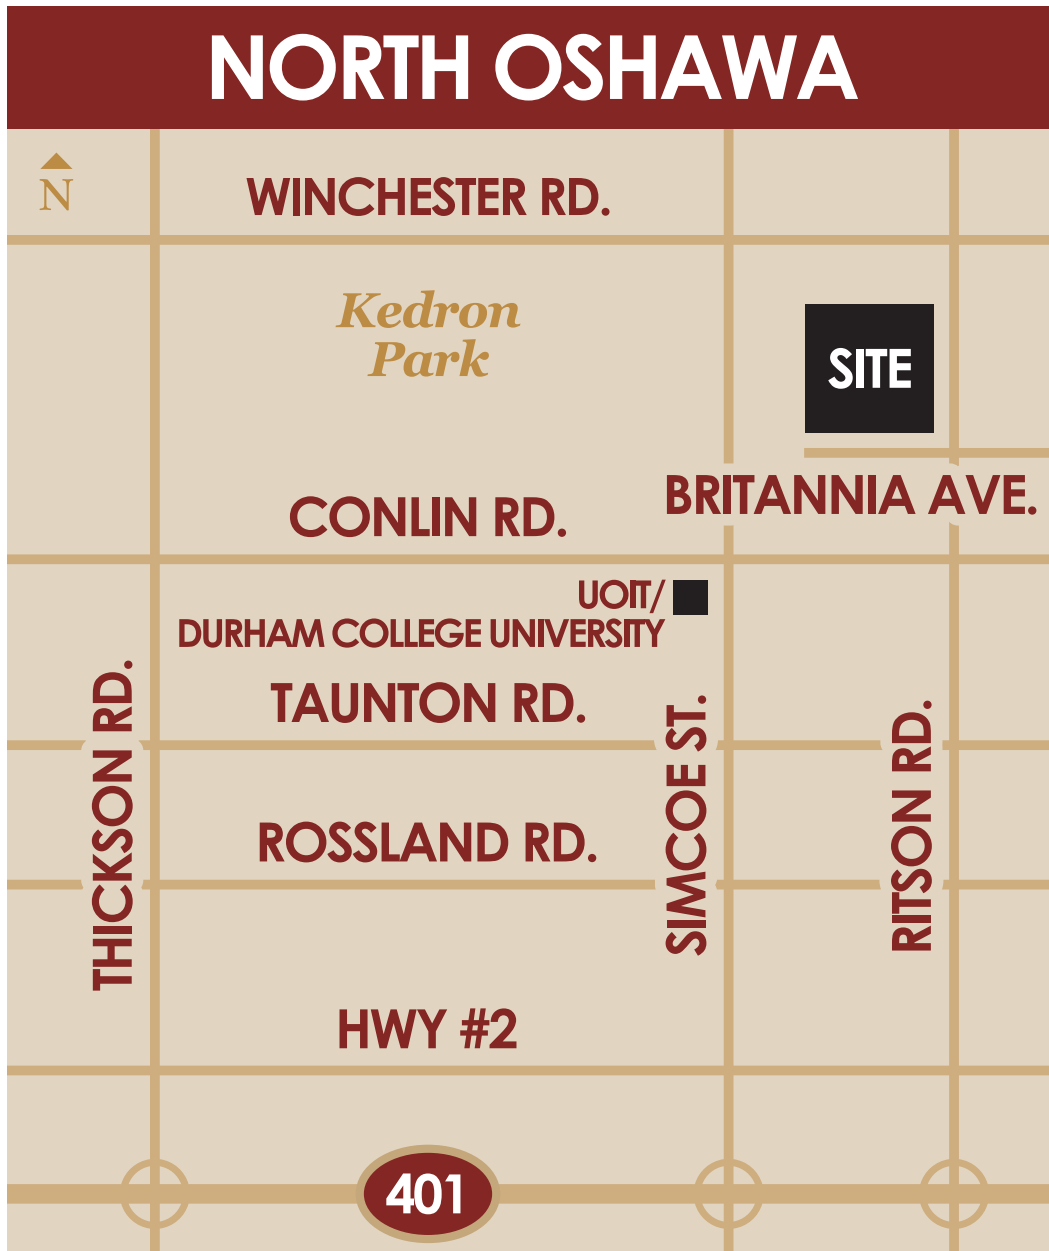 NORTH OSHAWA
N
WINCHESTER RD.
Kedron
Park
SITE
BRITANNIA AVE.
CONLIN RD.
UOIT/
DURHAM COLLEGE UNIVERSITY
TAUNTON RD.
THICKSON RD.
SIMCOE ST.
RITSON RD.
ROSSLAND RD.
HWY #2
401